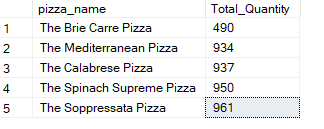 pizza_name Total_Quantity
1 The Brie Carre Pizza 490
2 The Mediterranean Pizza 934
3 The Calabrese Pizza 937
4 The Spinach Supreme Pizza 950
5 The Soppressata Pizza 961